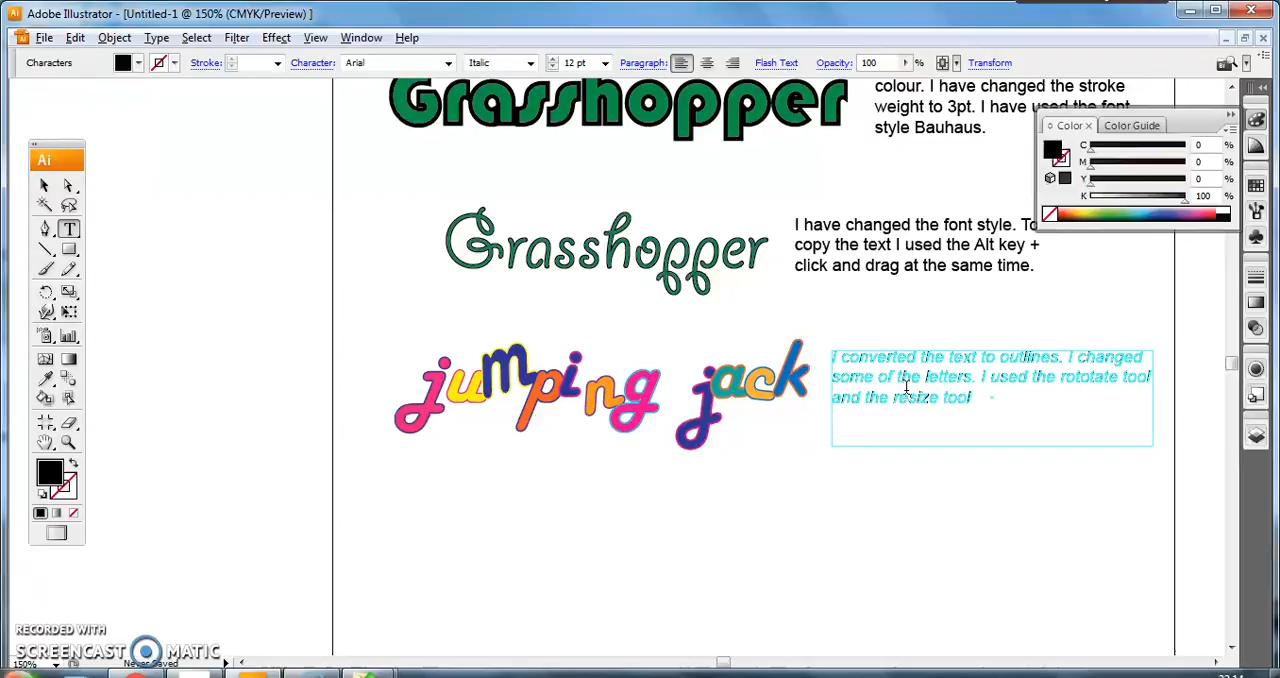 Adobe Illustrator - [Untitled-1 @ 150% (CMYK/Preview) ]
File Edit Object Type Select Filter Effect View Window Help
Characters Stroke: Character: Arial Italic 12 pt Paragraph: Flash Text Opacity: 100 % Transform
Grasshopper
colour. I have changed the stroke
weight to 3pt. I have used the font
style Bauhaus.
Color Color Guide
C 0 %
M 0 %
Y 0 %
K 100 %
Ai
Grasshopper
I have changed the font style. To
copy the text I used the Alt key +
click and drag at the same time.
jumping jack
I converted the text to outlines. I changed
some of the letters. I used the rototate tool
and the resize tool
RECORDED WITH
SCREENCAST MATIC
150% Never Saved